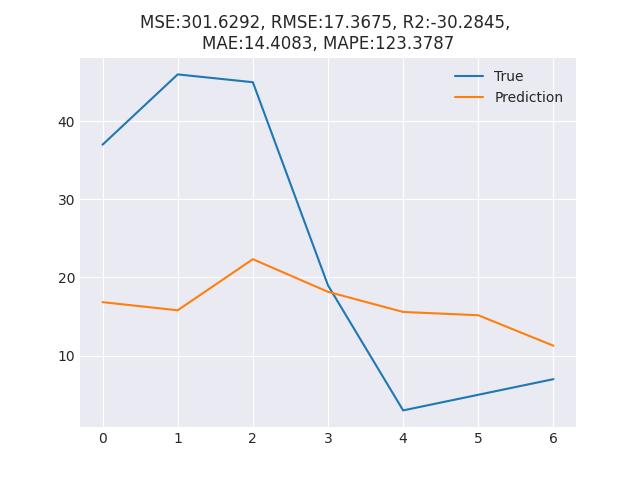 MSE:301.6292, RMSE:17.3675, R2:-30.2845,
MAE:14.4083, MAPE:123.3787
True
Prediction
40
30
20
10
0 1 2 3 4 5 6